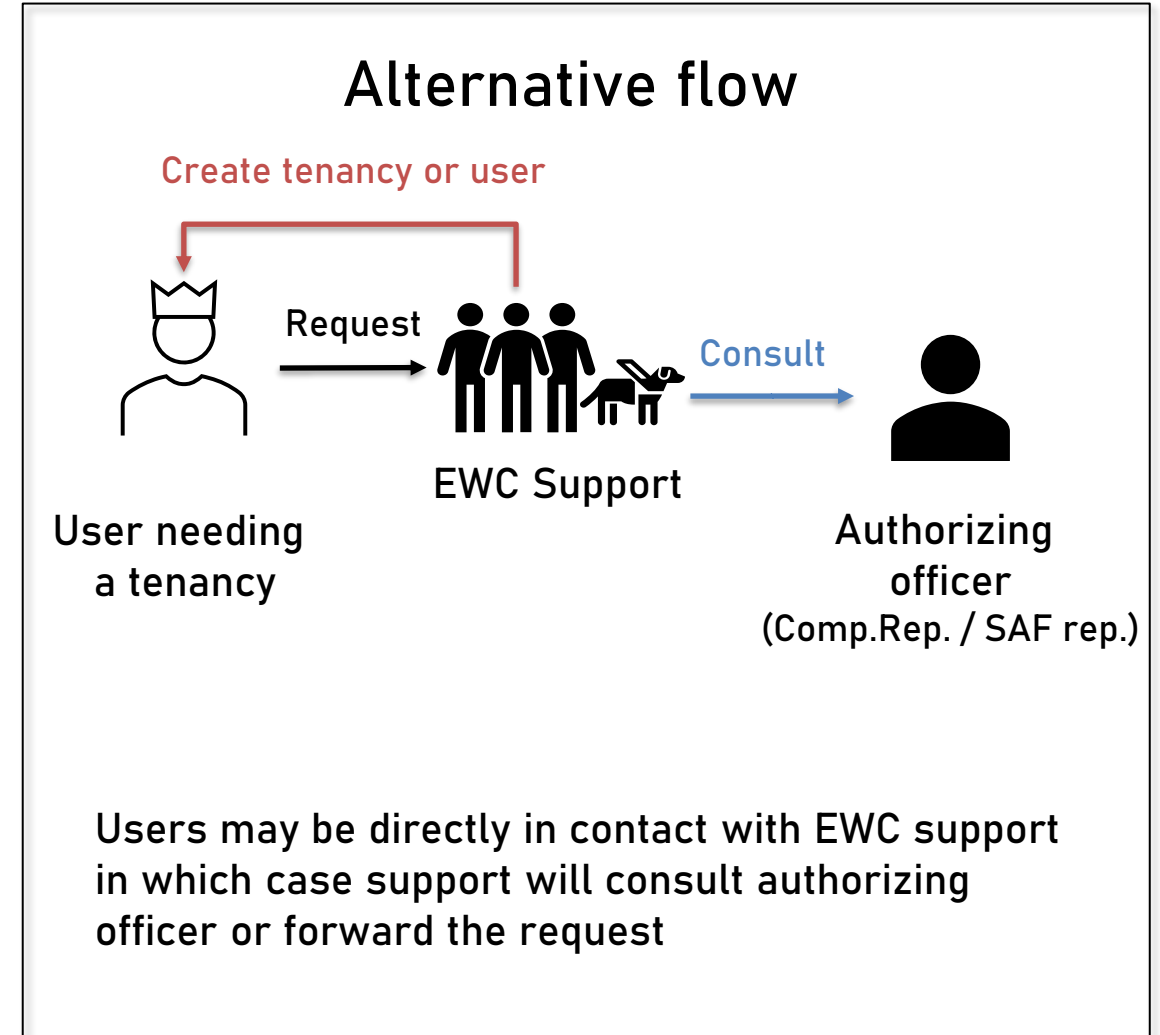 Alternative flow
Create tenancy or user
Request
Consult
EWC Support
User needing
a tenancy
Authorizing
officer
(Comp.Rep. / SAF rep.)
Users may be directly in contact with EWC support
in which case support will consult authorizing
officer or forward the request